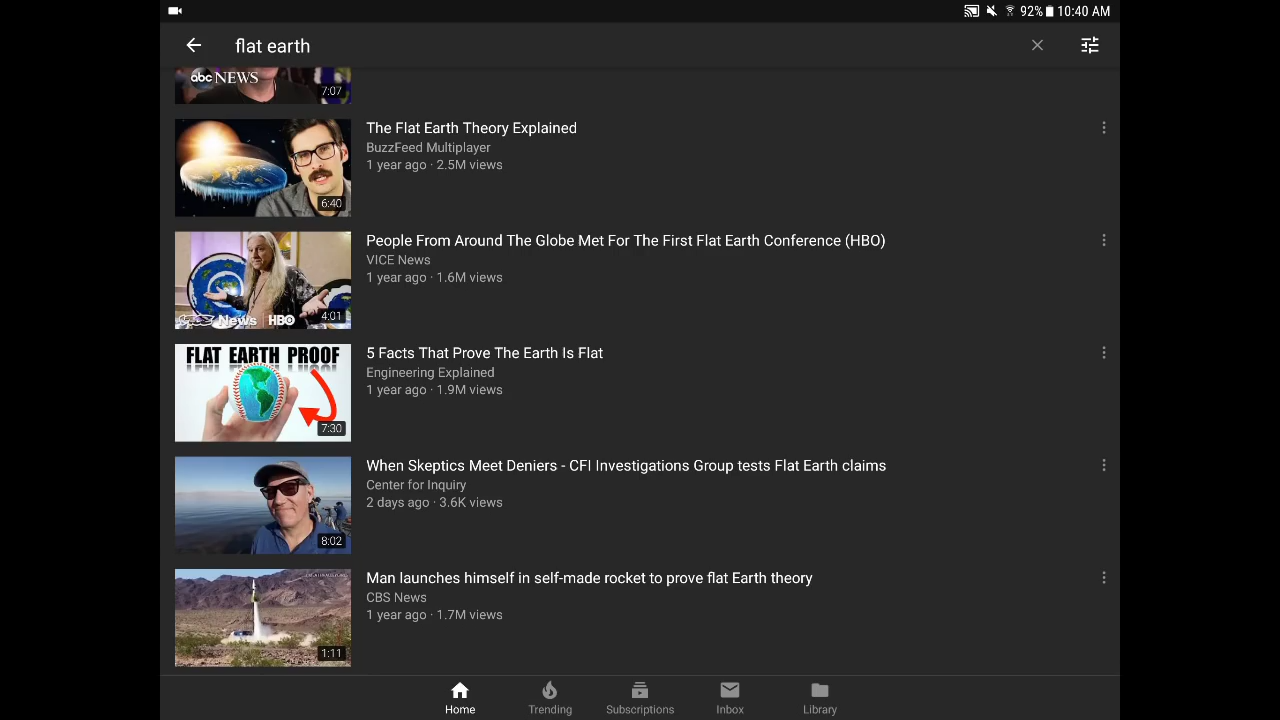 92% 10:40 AM
flat earth
abc NEWS
7:07
The Flat Earth Theory Explained
BuzzFeed Multiplayer
1 year ago · 2.5M views
6:40
People From Around The Globe Met For The First Flat Earth Conference (HBO)
VICE News
1 year ago · 1.6M views
News HBO
4:01
5 Facts That Prove The Earth Is Flat
FLAT EARTH PROOF
Engineering Explained
1 year ago · 1.9M views
7:30
When Skeptics Meet Deniers - CFI Investigations Group tests Flat Earth claims
Center for Inquiry
2 days ago · 3.6K views
8:02
Man launches himself in self-made rocket to prove flat Earth theory
CBS News
1 year ago · 1.7M views
1:11
Home Trending Subscriptions Inbox Library